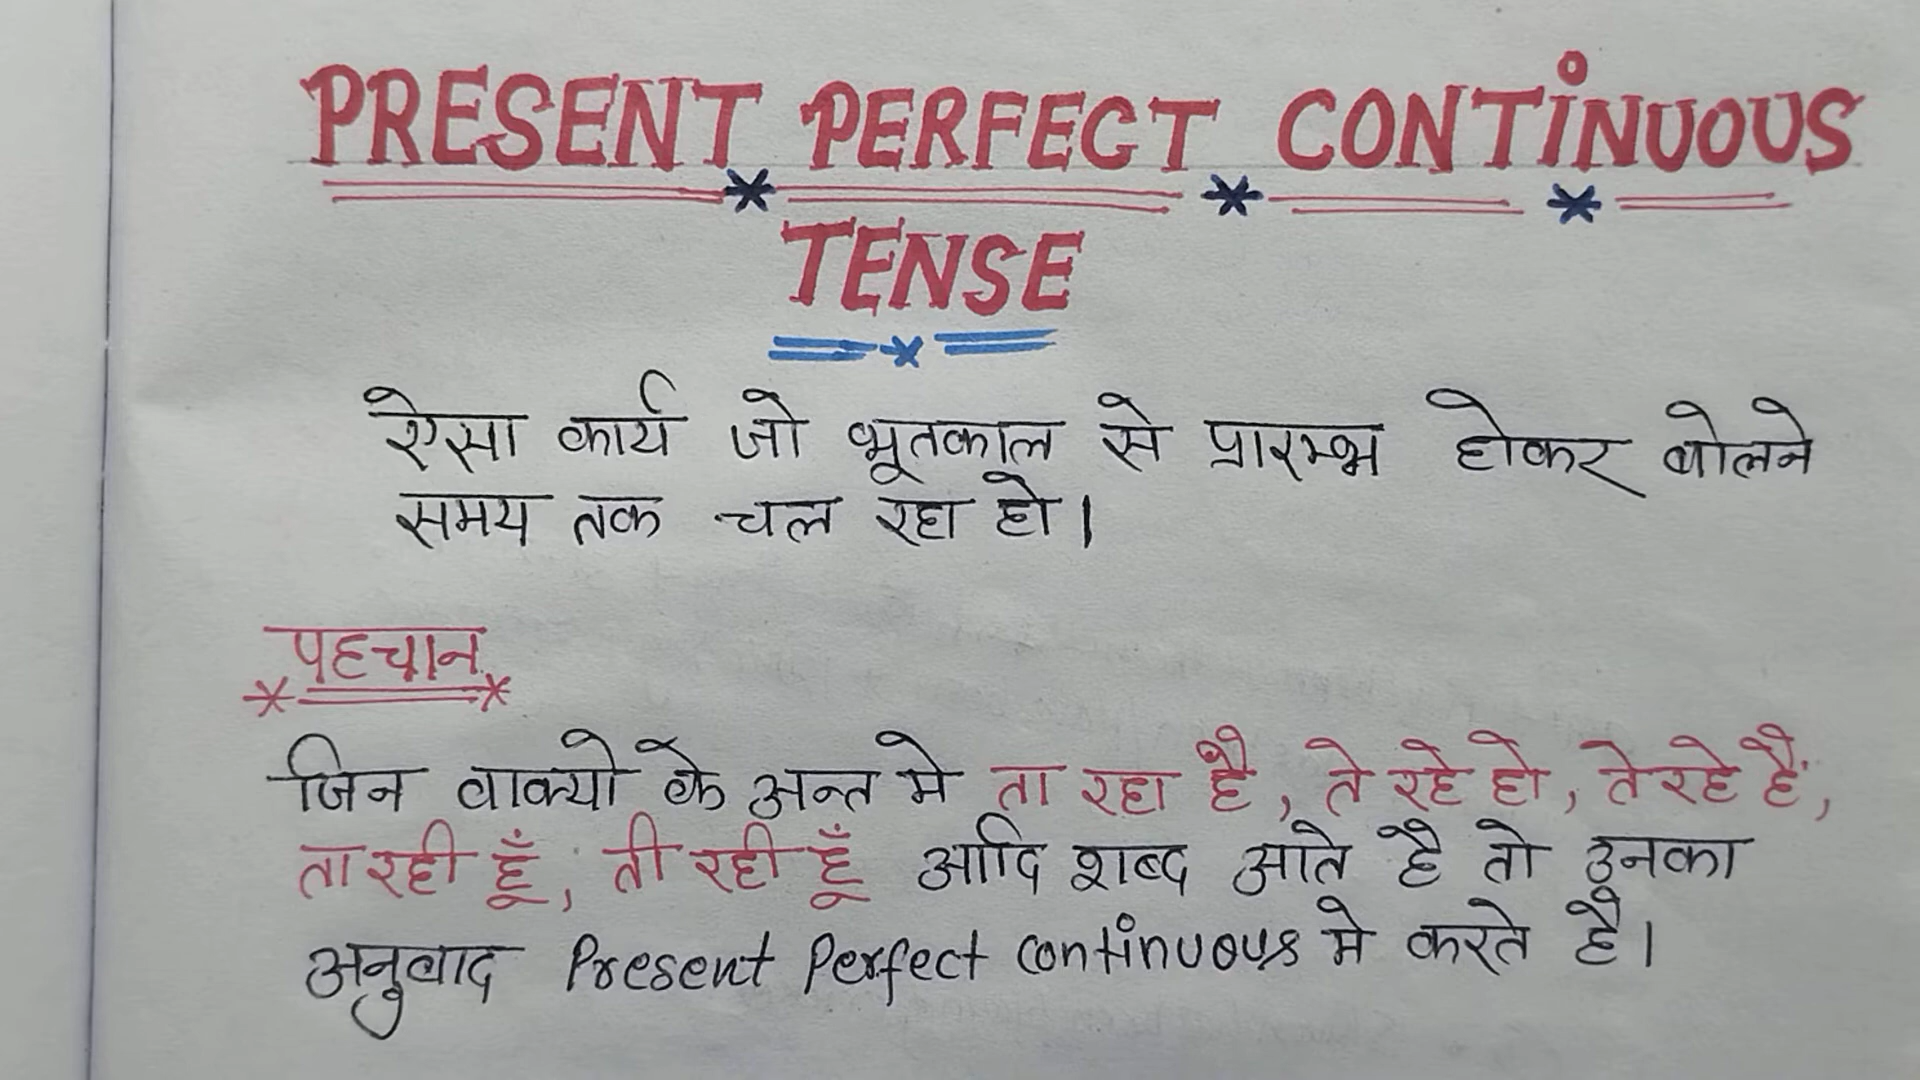 PRESENT PERFECT CONTiNUOUS
TENSE
ऐसा कार्य जो भूतकाल से प्रारम्भ होकर बोलने
समय तक चल रहा हो।
पहचान
जिन वाक्यो के अन्त मे ता रहा है, ते रहे हो, ते रहे हैं,
ता रही हूँ, ती रही हूँ आदि शब्द आते है तो उनका
अनुवाद Present Perfect continuous मे करते है।